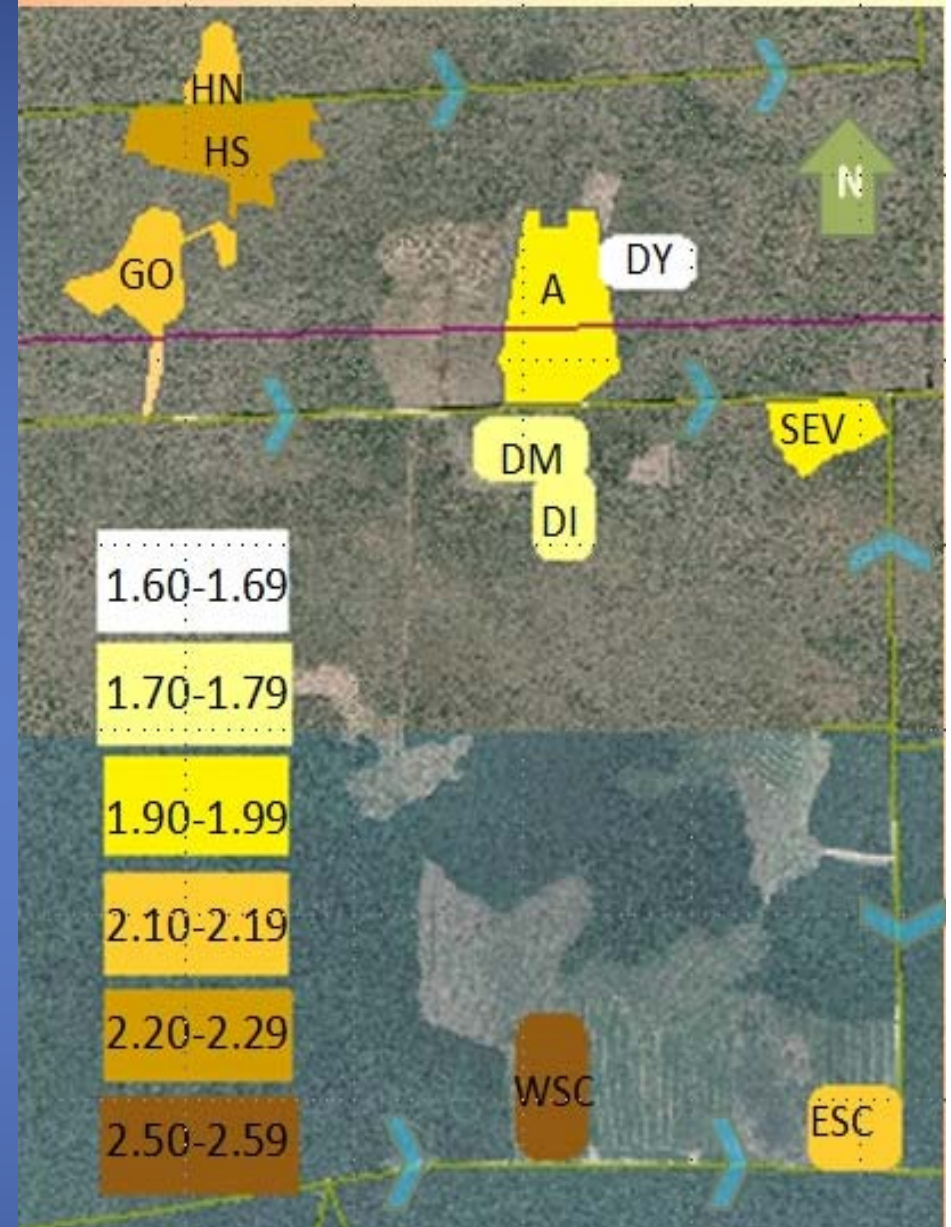 HN
HS
N
GO
A
DY
SEV
DM
DI
1.60-1.69
1.70-1.79
1.90-1.99
2.10-2.19
2.20-2.29
2.50-2.59
WSC
ESC